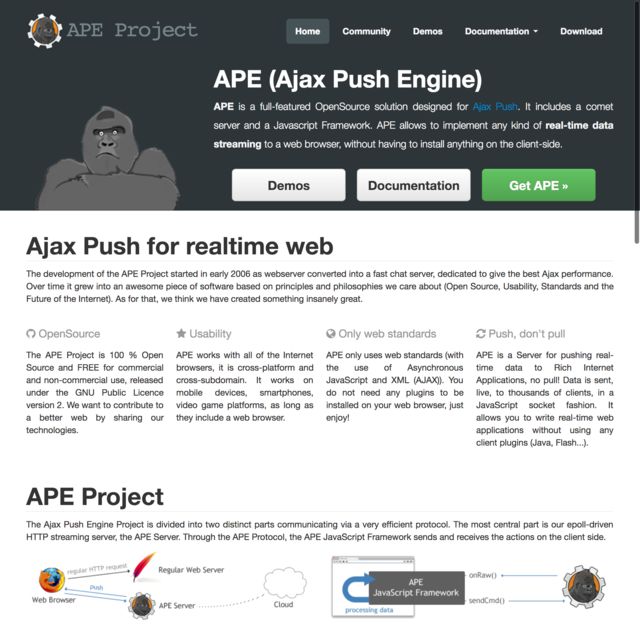 APE Project
Home Community Demos Documentation Download
APE (Ajax Push Engine)
APE is a full-featured OpenSource solution designed for Ajax Push. It includes a comet
server and a Javascript Framework. APE allows to implement any kind of real-time data
streaming to a web browser, without having to install anything on the client-side.
Demos
Documentation
Get APE »
Ajax Push for realtime web
The development of the APE Project started in early 2006 as webserver converted into a fast chat server, dedicated to give the best Ajax performance.
Over time it grew into an awesome piece of software based on principles and philosophies we care about (Open Source, Usability, Standards and the
Future of the Internet). As for that, we think we have created something insanely great.
OpenSource
The APE Project is 100 % Open
Source and FREE for commercial
and non-commercial use, released
under the GNU Public Licence
version 2. We want to contribute to
a better web by sharing our
technologies.
Usability
APE works with all of the Internet
browsers, it is cross-platform and
cross-subdomain. It works on
mobile devices, smartphones,
video game platforms, as long as
they include a web browser.
Only web standards
APE only uses web standards (with
the use of Asynchronous
JavaScript and XML (AJAX)). You
do not need any plugins to be
installed on your web browser, just
enjoy!
Push, don't pull
APE is a Server for pushing real-
time data to Rich Internet
Applications, no pull! Data is sent,
live, to thousands of clients, in a
JavaScript socket fashion. It
allows you to write real-time web
applications without using any
client plugins (Java, Flash...).
APE Project
The Ajax Push Engine Project is divided into two distinct parts communicating via a very efficient protocol. The most central part is our epoll-driven
HTTP streaming server, the APE Server. Through the APE Protocol, the APE JavaScript Framework sends and receives the actions on the client side.
regular HTTP request
Regular Web Server
Push
Web Browser
APE Server
Cloud
APE
JavaScript Framework
processing data
onRaw()
sendCmd()